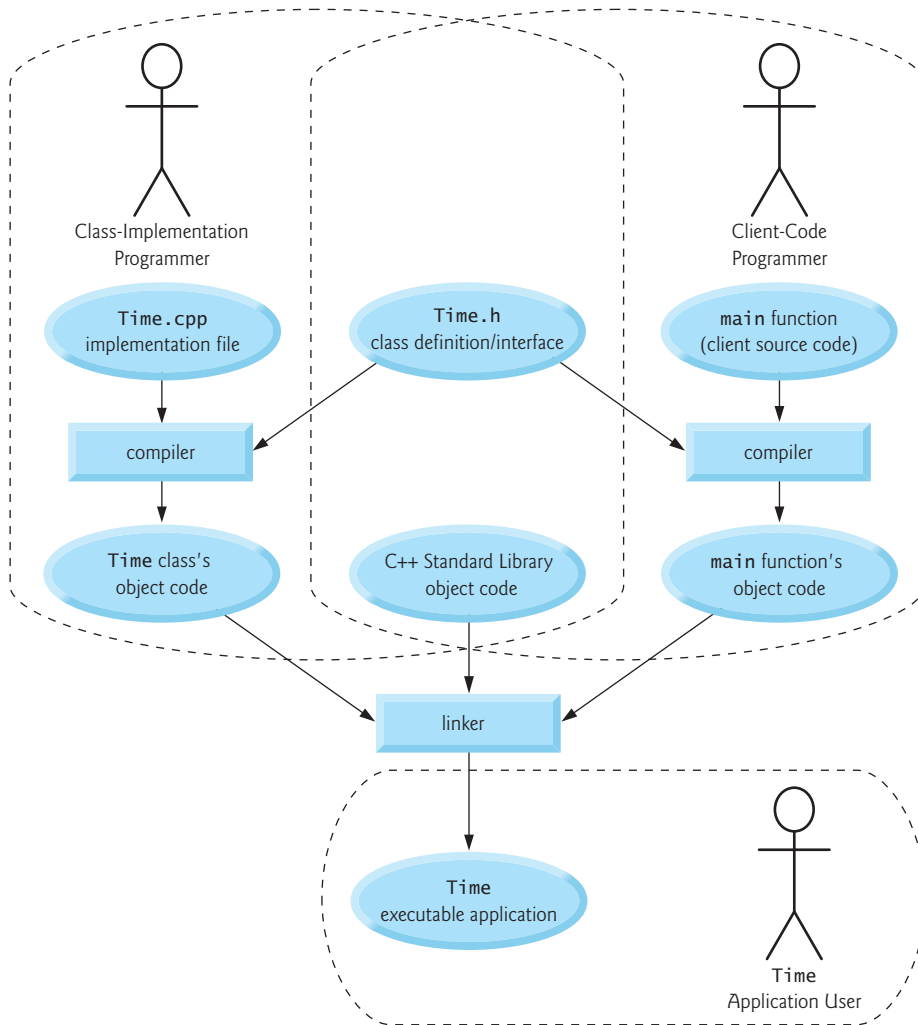 Class-Implementation
Programmer
Client-Code
Programmer
Time.cpp
implementation file
Time.h
class definition/interface
main function
(client source code)
compiler
compiler
Time class's
object code
C++ Standard Library
object code
main function's
object code
linker
Time
executable application
Time
Application User